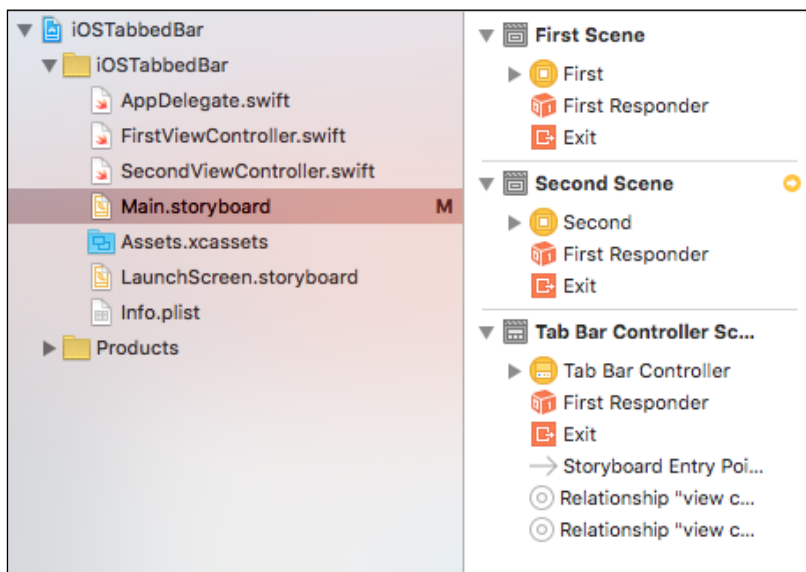 iOSTabbedBar
iOSTabbedBar
AppDelegate.swift
FirstViewController.swift
SecondViewController.swift
Main.storyboard M
Assets.xcassets
LaunchScreen.storyboard
Info.plist
Products
First Scene
First
First Responder
Exit
Second Scene
Second
First Responder
Exit
Tab Bar Controller Sc...
Tab Bar Controller
First Responder
Exit
Storyboard Entry Poi...
Relationship "view c...
Relationship "view c...